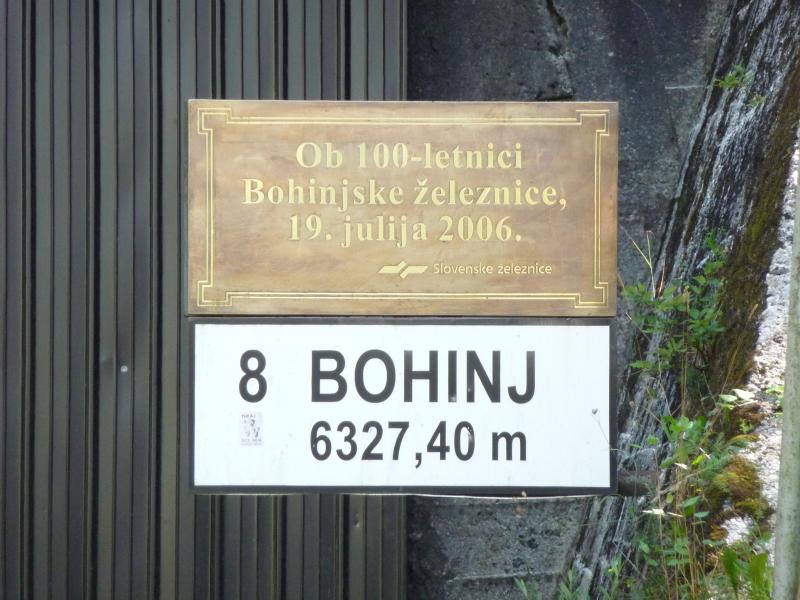 Ob 100-letnici
Bohinjske železnice,
19. julija 2006.
Slovenske železnice
8 BOHINJ
6327,40 m